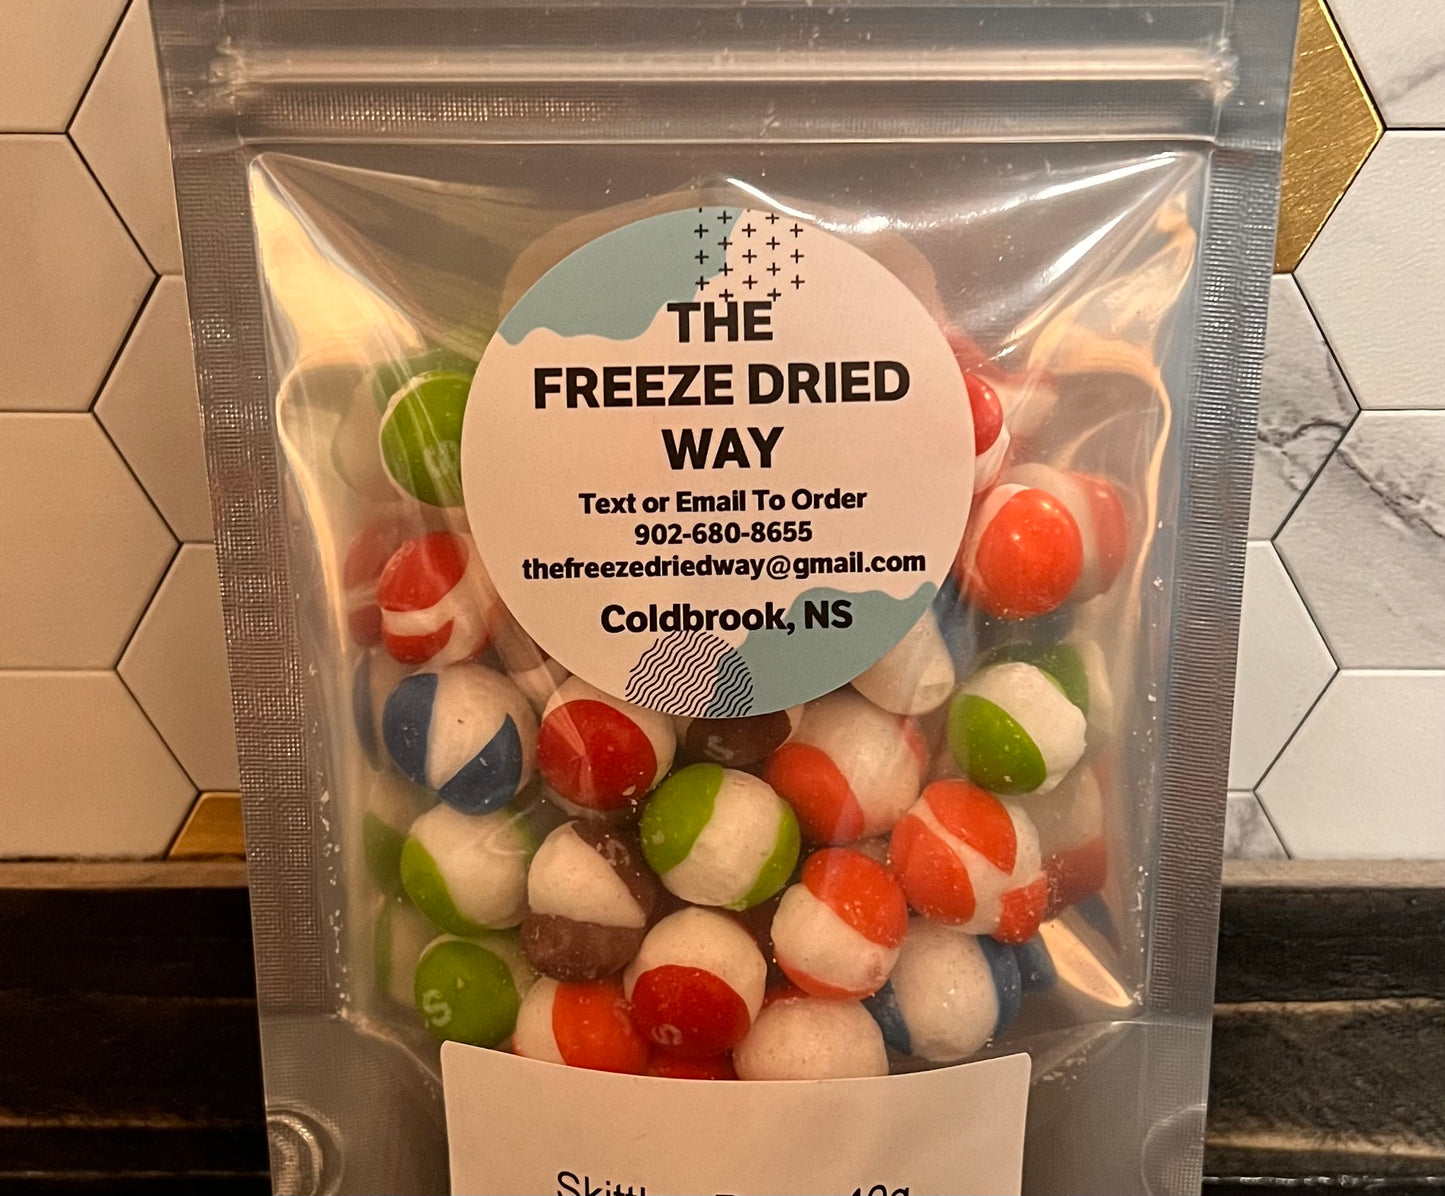 THE
FREEZE DRIED
WAY
Text or Email To Order
902-680-8655
thefreezedriedway@gmail.com
Coldbrook, NS
S
S
S
S